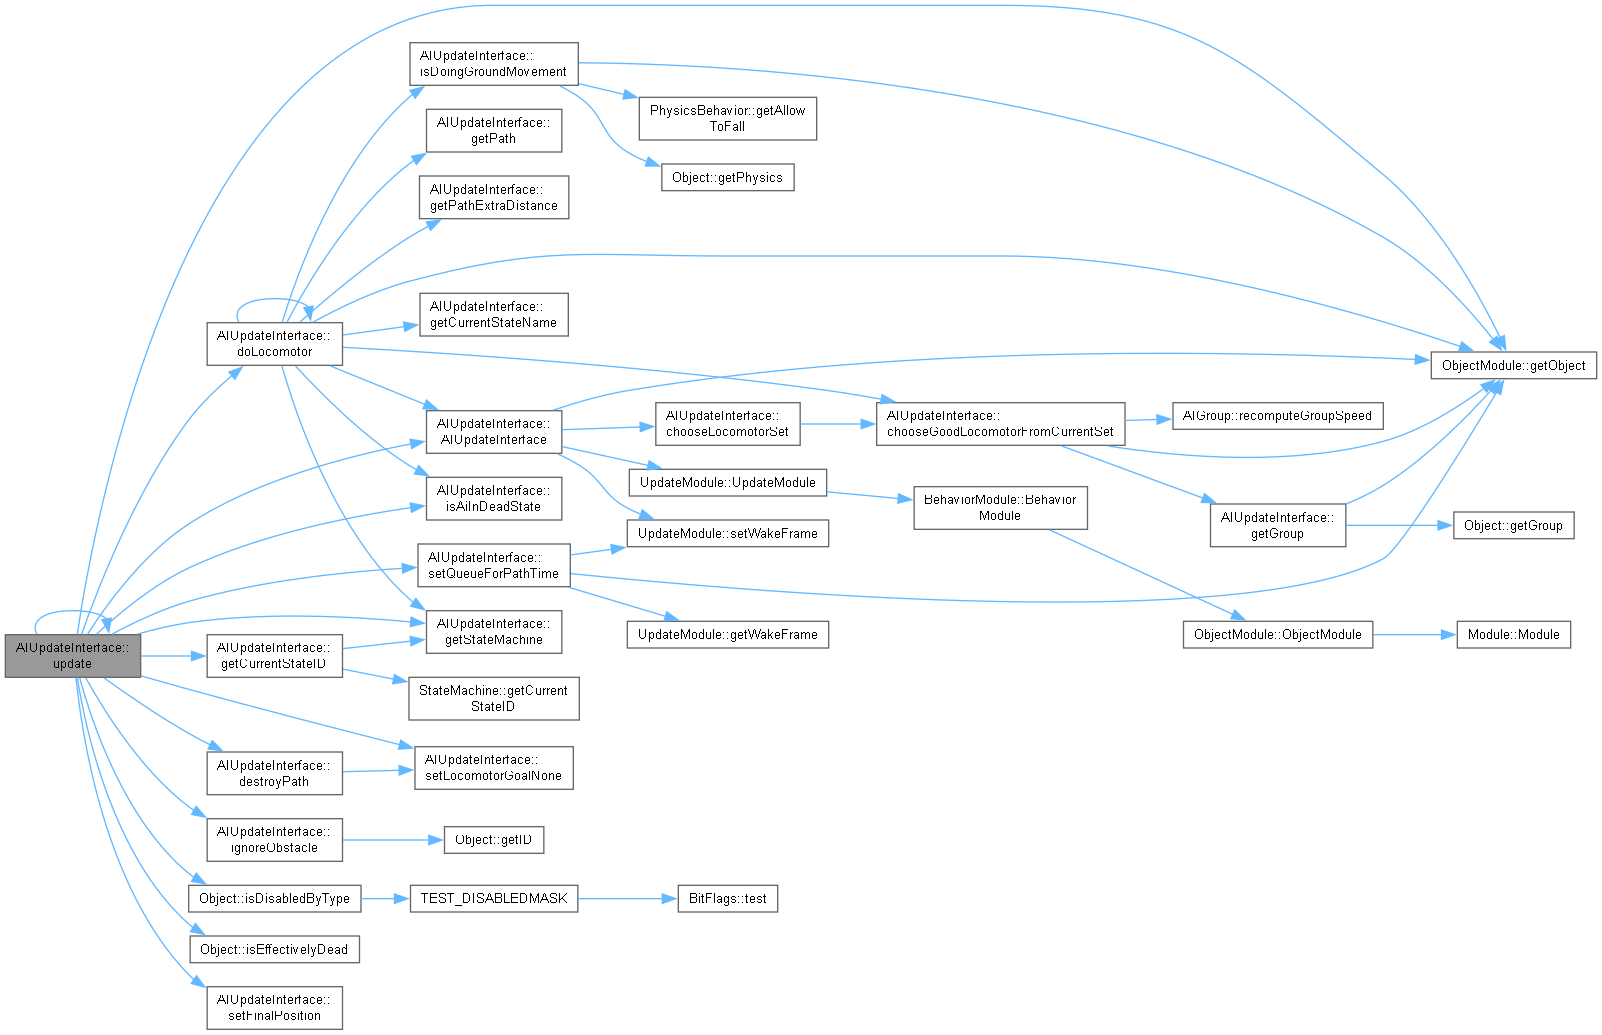 AIUpdateInterface::
isDoingGroundMovement
PhysicsBehavior::getAllow
ToFall
AIUpdateInterface::
getPath
Object::getPhysics
AIUpdateInterface::
getPathExtraDistance
AIUpdateInterface::
getCurrentStateName
AIUpdateInterface::
doLocomotor
ObjectModule::getObject
AIUpdateInterface::
AIUpdateInterface
AIUpdateInterface::
chooseLocomotorSet
AIUpdateInterface::
chooseGoodLocomotorFromCurrentSet
AIGroup::recomputeGroupSpeed
UpdateModule::UpdateModule
AIUpdateInterface::
isAiInDeadState
BehaviorModule::Behavior
Module
UpdateModule::setWakeFrame
AIUpdateInterface::
getGroup
Object::getGroup
AIUpdateInterface::
setQueueForPathTime
AIUpdateInterface::
getStateMachine
UpdateModule::getWakeFrame
ObjectModule::ObjectModule
Module::Module
AIUpdateInterface::
update
AIUpdateInterface::
getCurrentStateID
StateMachine::getCurrent
StateID
AIUpdateInterface::
destroyPath
AIUpdateInterface::
setLocomotorGoalNone
AIUpdateInterface::
ignoreObstacle
Object::getID
Object::isDisabledByType
TEST_DISABLEDMASK
BitFlags::test
Object::isEffectivelyDead
AIUpdateInterface::
setFinalPosition